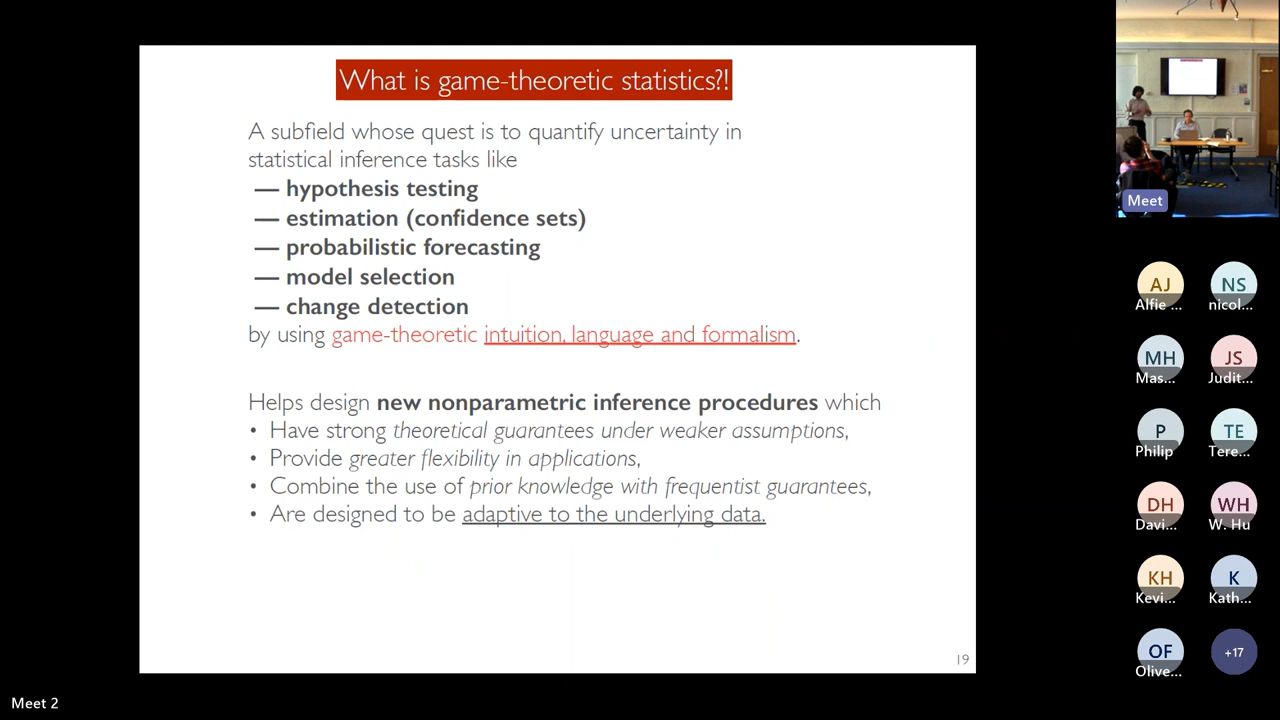 What is game-theoretic statistics?!
A subfield whose quest is to quantify uncertainty in
statistical inference tasks like
— hypothesis testing
— estimation (confidence sets)
— probabilistic forecasting
— model selection
— change detection
by using game-theoretic intuition, language and formalism.
Helps design new nonparametric inference procedures which
• Have strong theoretical guarantees under weaker assumptions,
• Provide greater flexibility in applications,
• Combine the use of prior knowledge with frequentist guarantees,
• Are designed to be adaptive to the underlying data.
19
Meet
AJ
Alfie ...
NS
nicol...
MH
Mas...
JS
Judit...
P
Philip
TE
Tere...
DH
Davi...
WH
W. Hu
KH
Kevi...
K
Kath...
OF
Olive...
+17
Meet 2